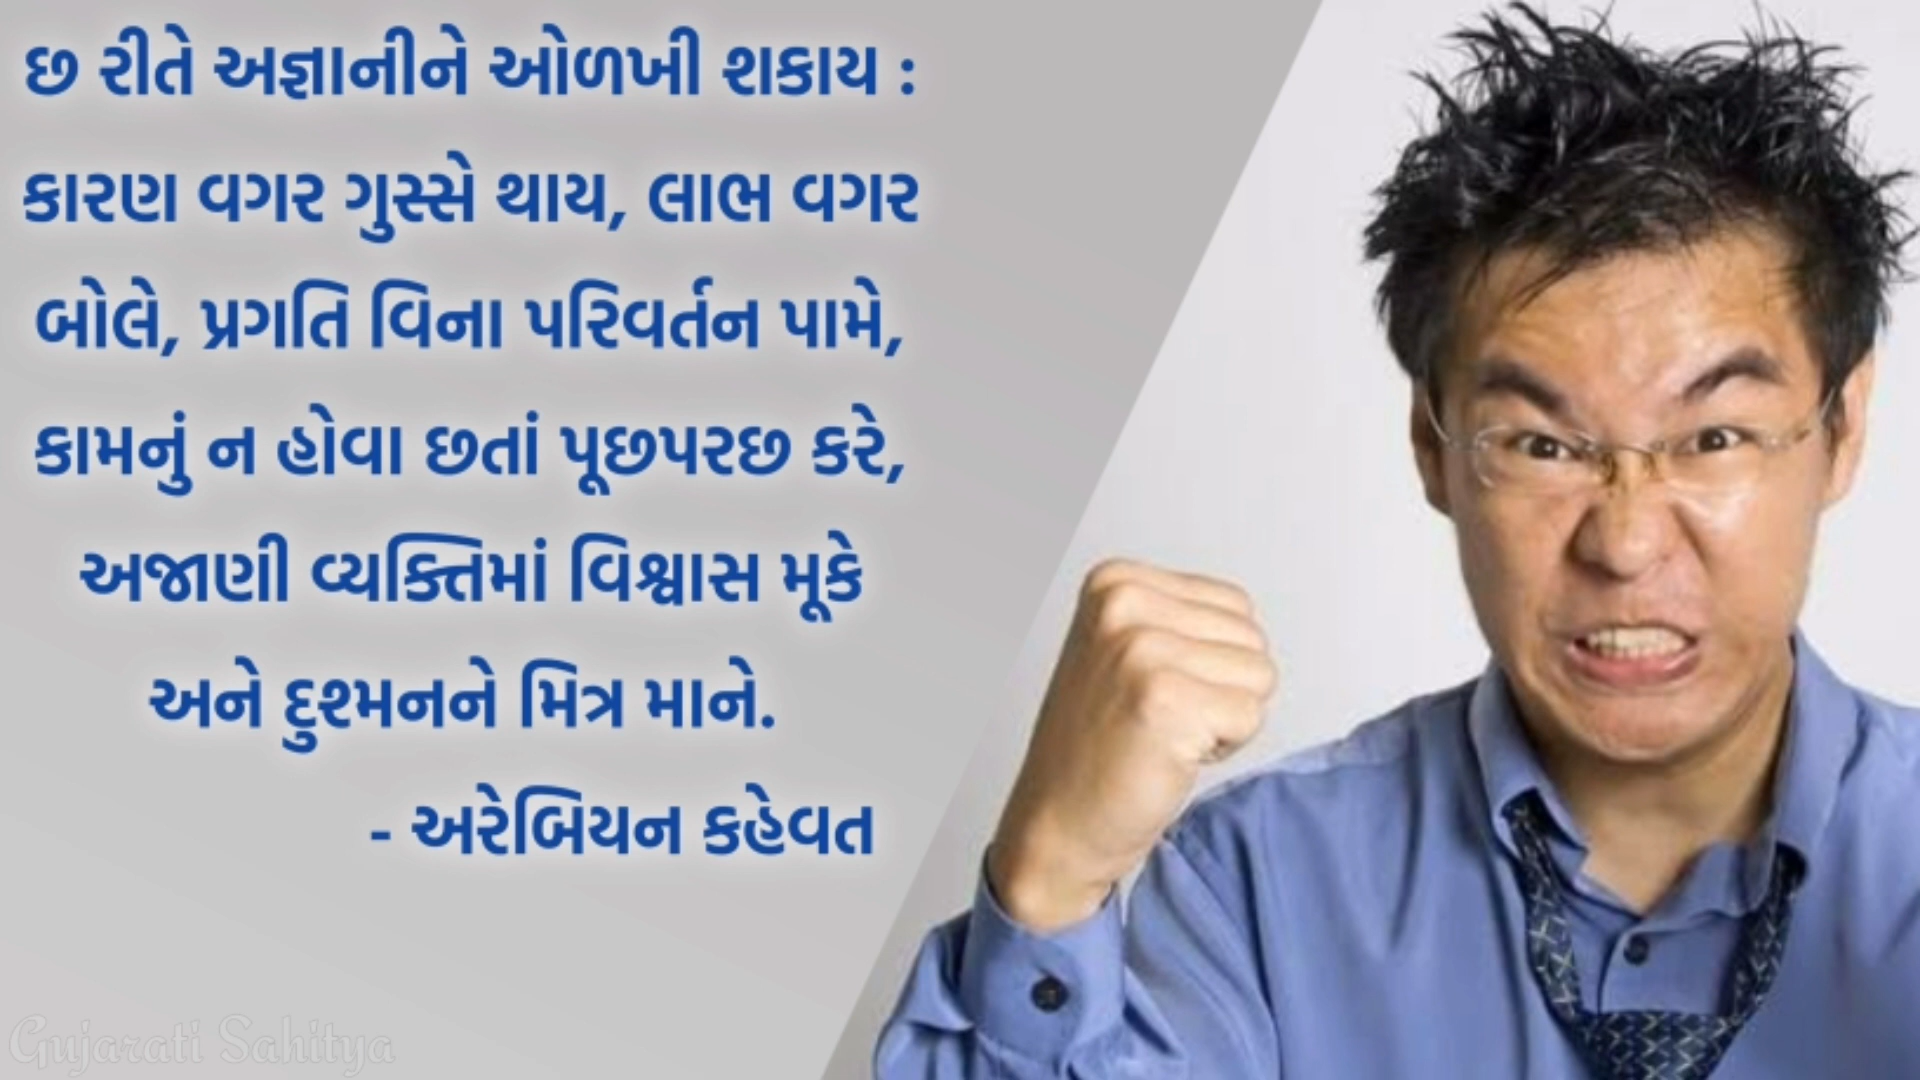 છ રીતે અજ્ઞાનીને ઓળખી શકાય :
કારણ વગર ગુસ્સે થાય, લાભ વગર
બોલે, પ્રગતિ વિના પરિવર્તન પામે,
કામનું ન હોવા છતાં પૂછપરછ કરે,
અજાણી વ્યક્તિમાં વિશ્વાસ મૂકે
અને દુશ્મનને મિત્ર માને.
- અરેબિયન કહેવત
Gujarati Sahitya